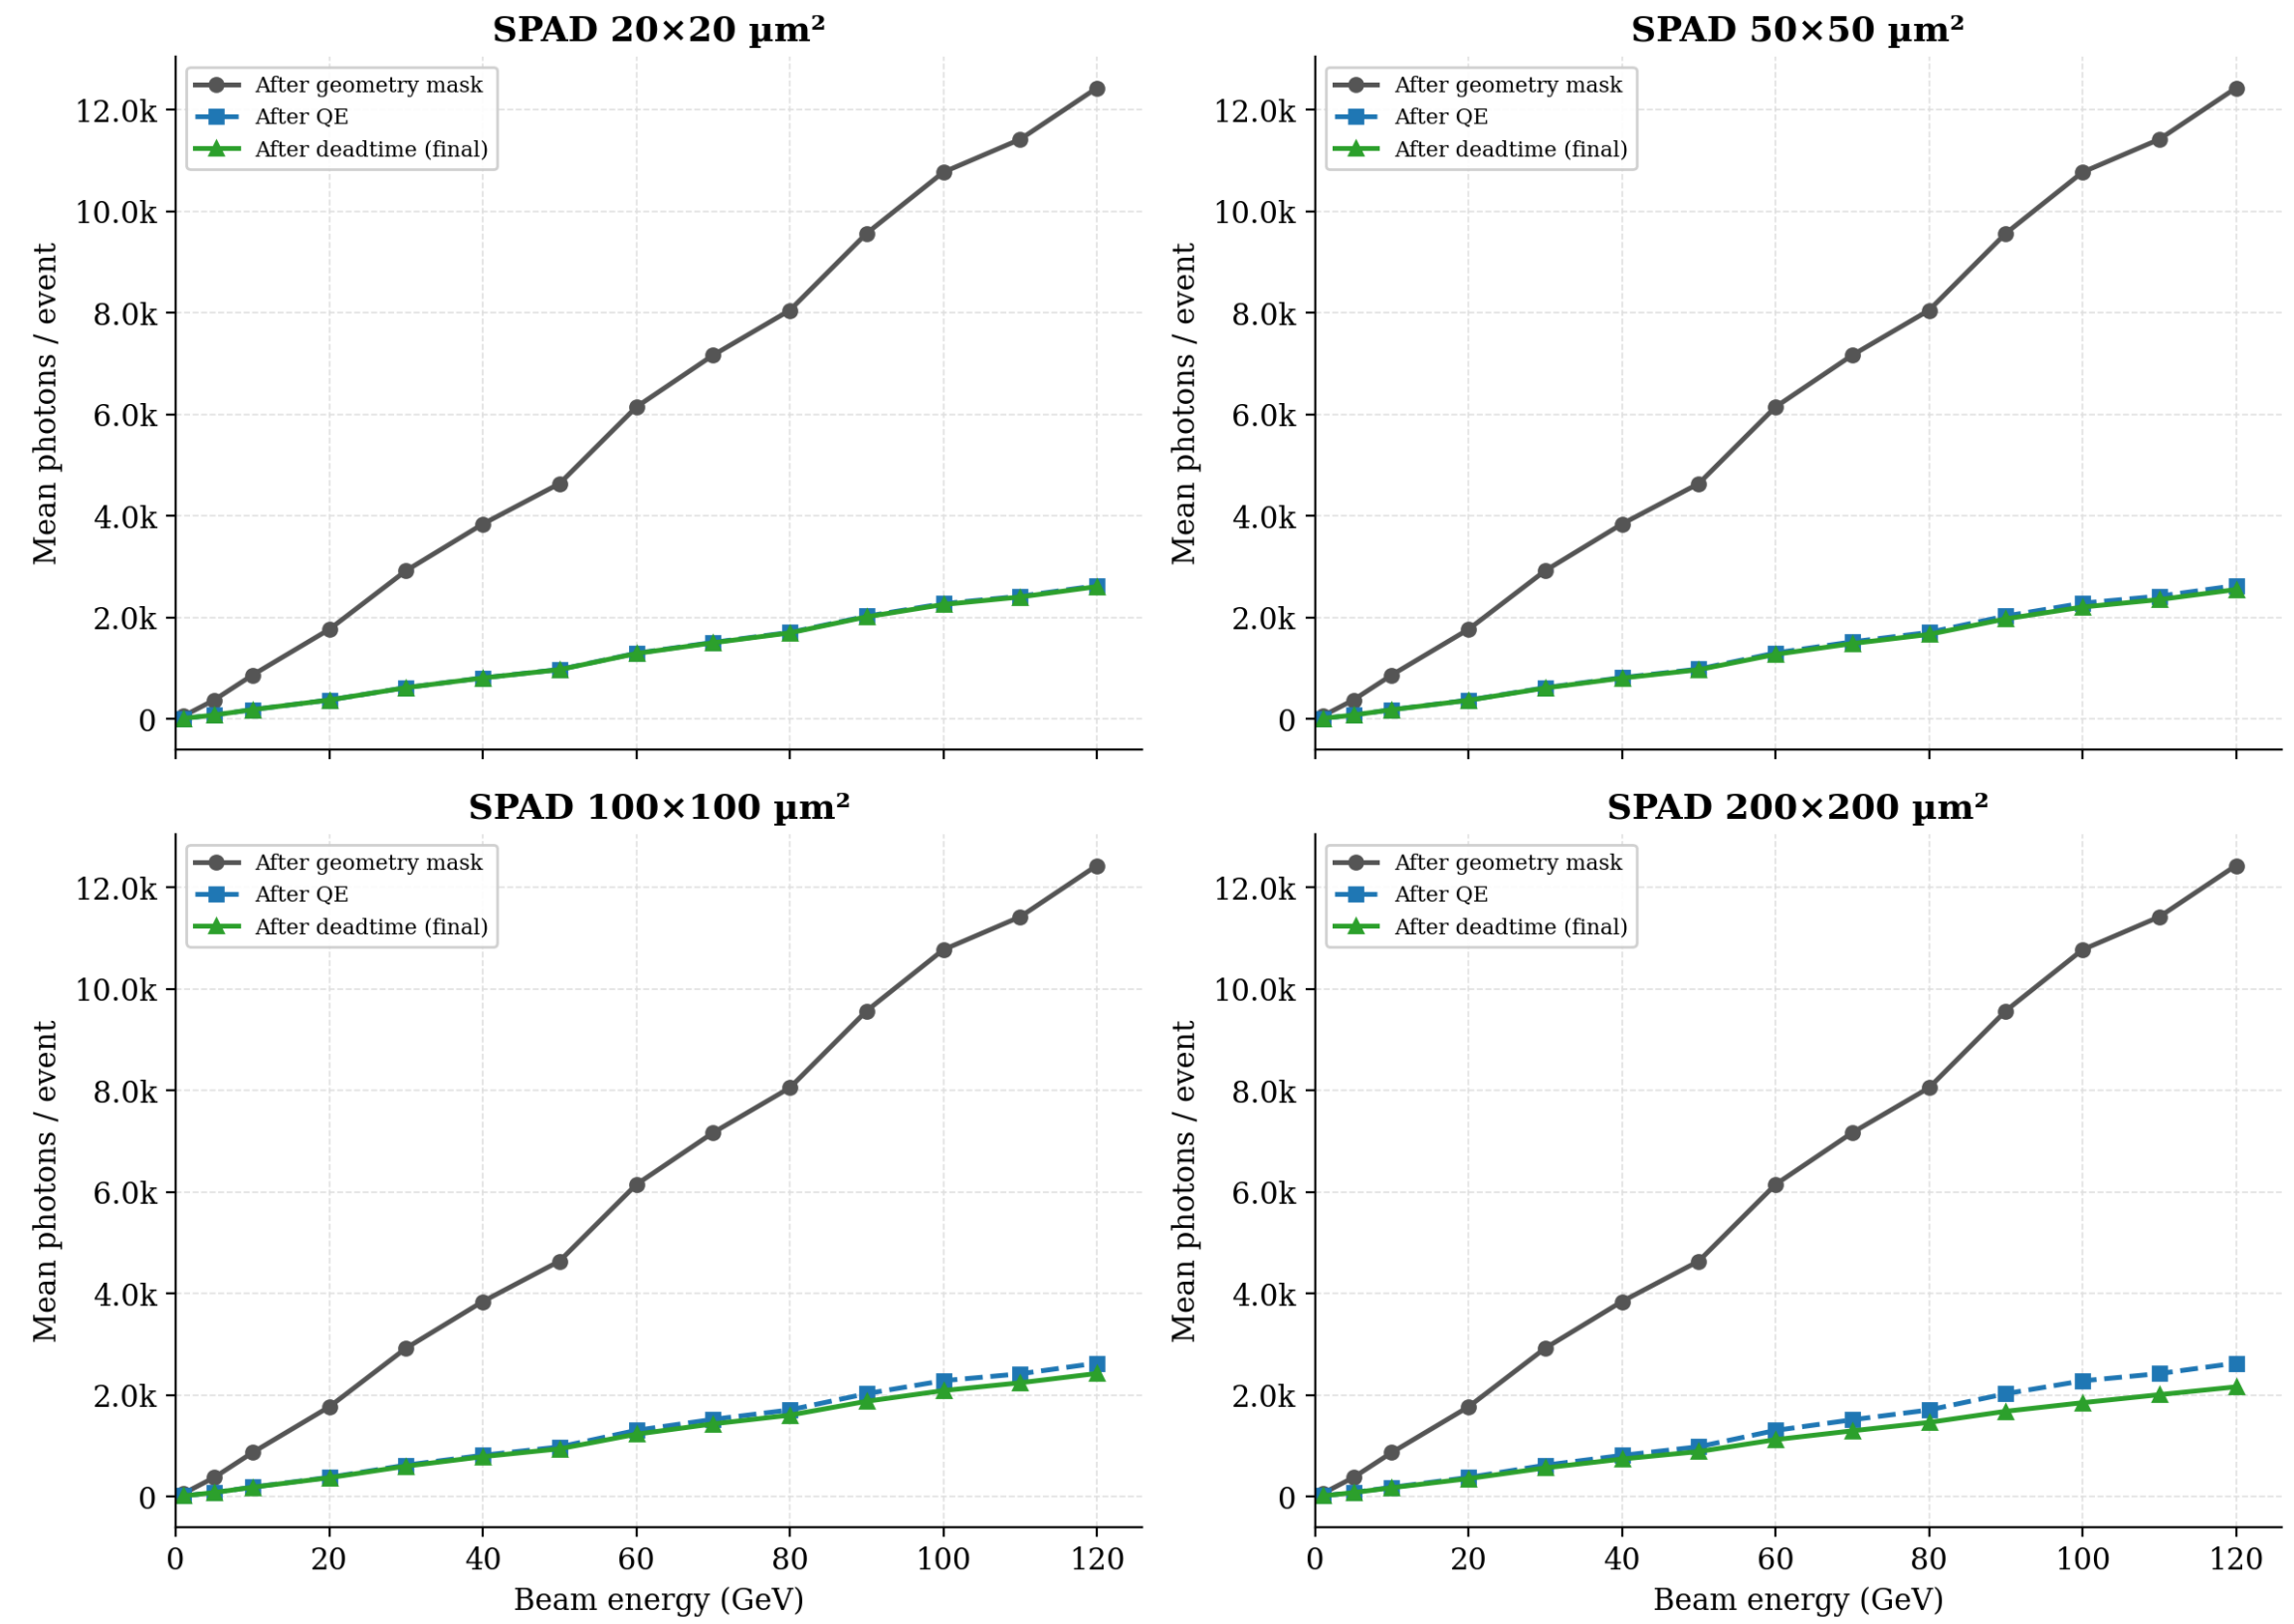 SPAD 20×20 µm²
After geometry mask
After QE
After deadtime (final)
12.0k
10.0k
8.0k
6.0k
4.0k
2.0k
0
Mean photons / event
SPAD 50×50 µm²
After geometry mask
After QE
After deadtime (final)
12.0k
10.0k
8.0k
6.0k
4.0k
2.0k
0
Mean photons / event
SPAD 100×100 µm²
After geometry mask
After QE
After deadtime (final)
12.0k
10.0k
8.0k
6.0k
4.0k
2.0k
0
Mean photons / event
0 20 40 60 80 100 120
Beam energy (GeV)
SPAD 200×200 µm²
After geometry mask
After QE
After deadtime (final)
12.0k
10.0k
8.0k
6.0k
4.0k
2.0k
0
Mean photons / event
0 20 40 60 80 100 120
Beam energy (GeV)